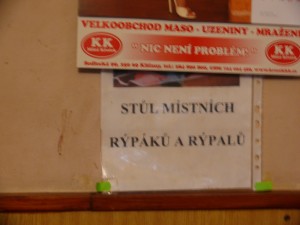 VELKOOBCHOD MASO - UZENINY - MRAŽENÉ
KK KK
"NIC NENÍ PROBLÉM"
STŮL MÍSTNÍCH
RÝPÁKŮ A RÝPALŮ